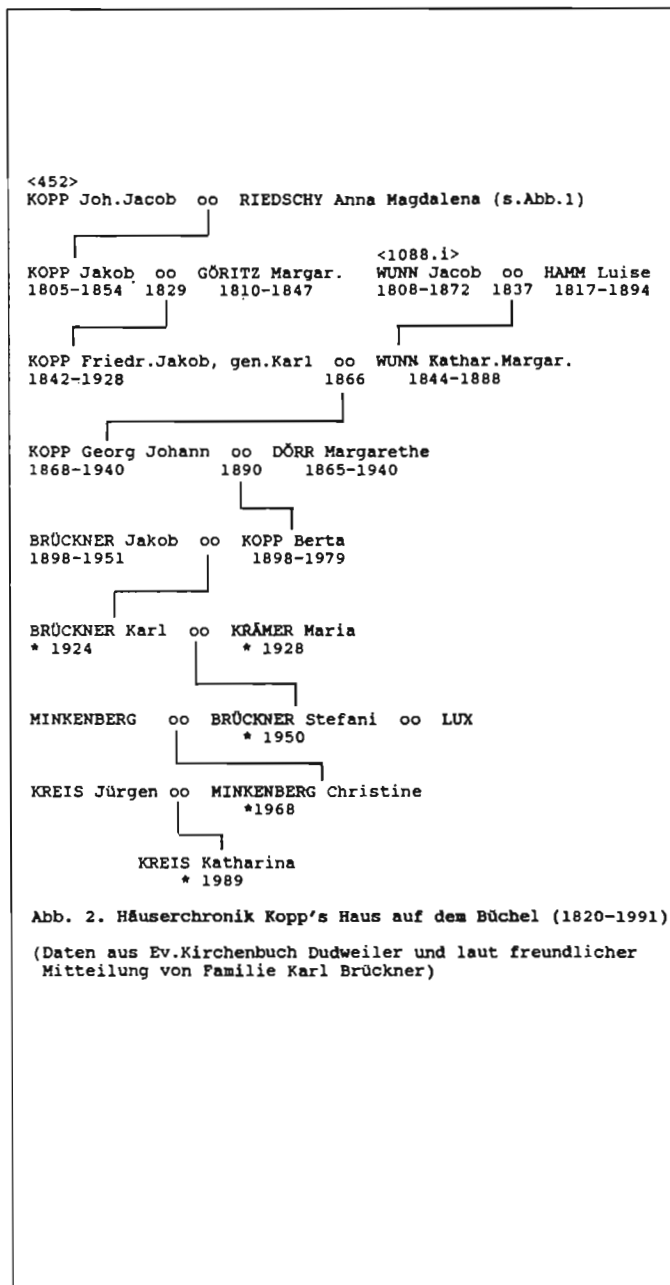 <452>
KOPP Joh.Jacob oo RIEDSCHY Anna Magdalena (s.Abb.1)
<1088.i>
KOPP Jakob oo GÖRITZ Margar. WUNN Jacob oo HAMM Luise
1805-1854 1829 1810-1847 1808-1872 1837 1817-1894
KOPP Friedr.Jakob, gen.Karl oo WUNN Kathar.Margar.
1842-1928 1866 1844-1888
KOPP Georg Johann oo DÖRR Margarethe
1868-1940 1890 1865-1940
BRÜCKNER Jakob oo KOPP Berta
1898-1951 1898-1979
BRÜCKNER Karl oo KRÄMER Maria
* 1924 * 1928
MINKENBERG oo BRÜCKNER Stefani oo LUX
* 1950
KREIS Jürgen oo MINKENBERG Christine
*1968
KREIS Katharina
* 1989
Abb. 2. Häuserchronik Kopp's Haus auf dem Büchel (1820-1991)
(Daten aus Ev.Kirchenbuch Dudweiler und laut freundlicher
Mitteilung von Familie Karl Brückner)